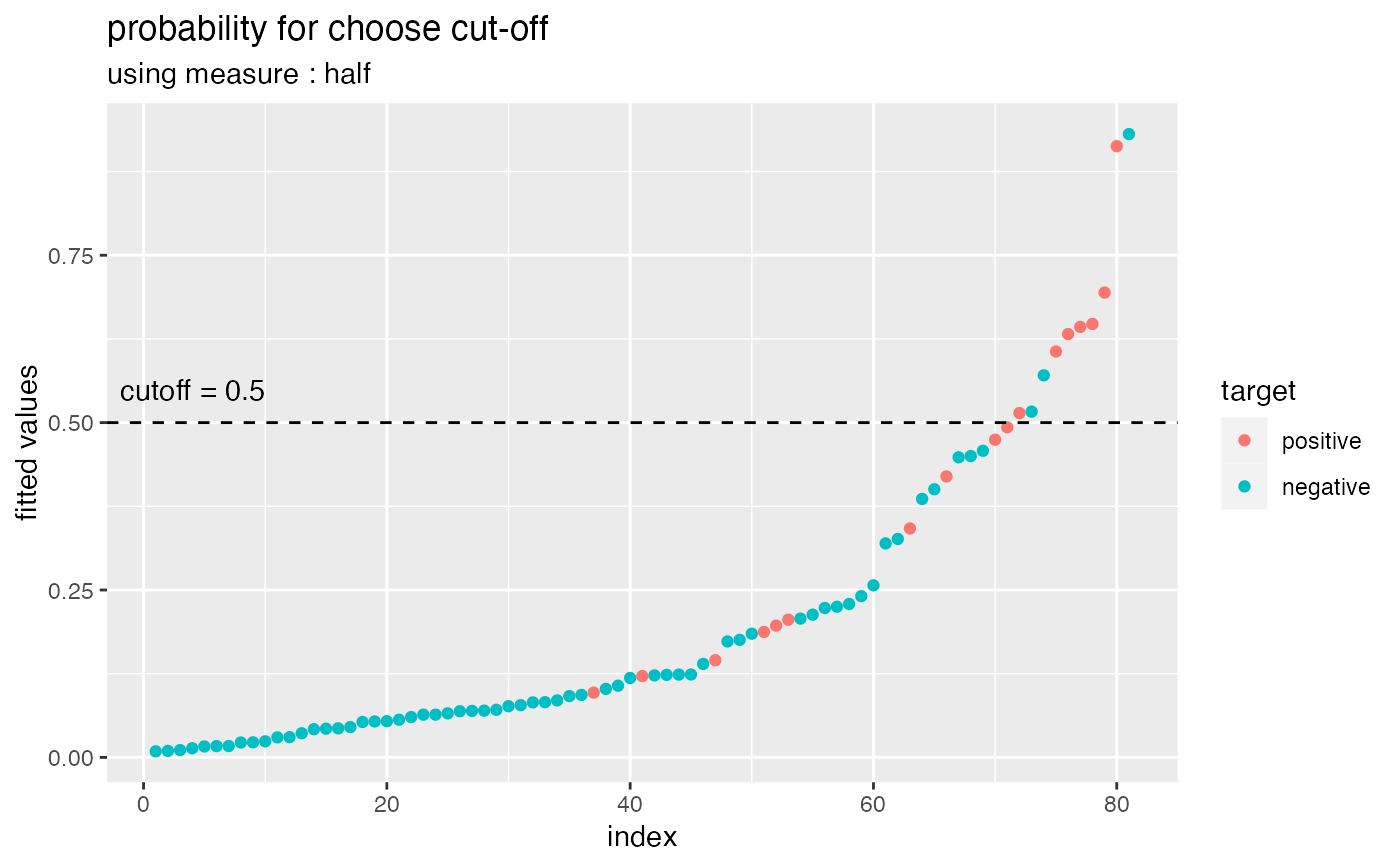 probability for choose cut-off
using measure : half
fitted values
0.75
0.50
0.25
0.00
cutoff = 0.5
0
20
40
60
80
index
target
positive
negative